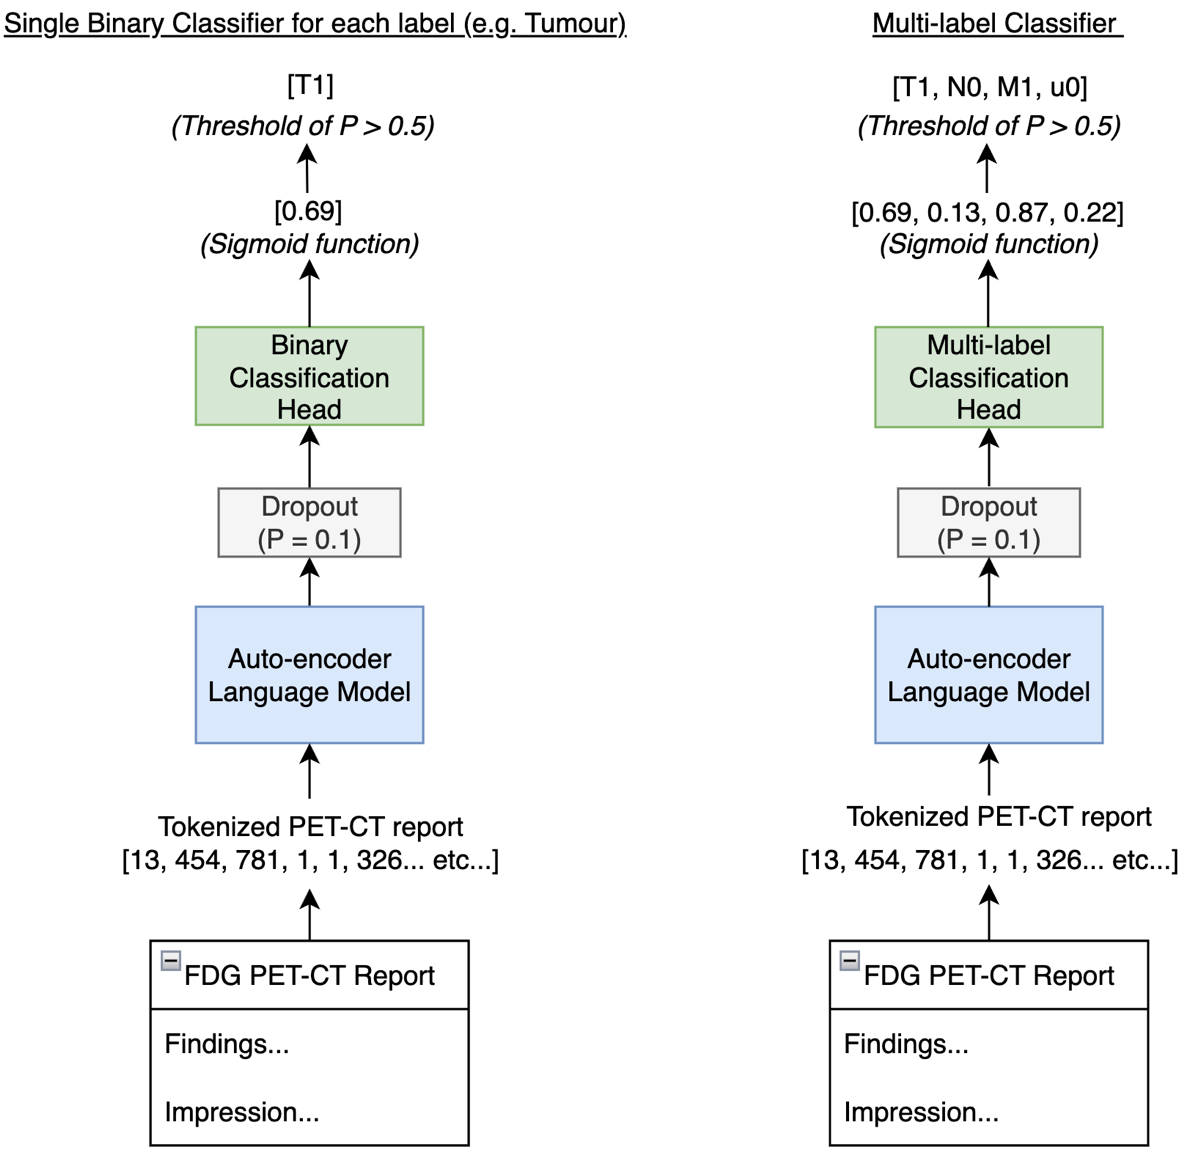 Single Binary Classifier for each label (e.g. Tumour)
[T1]
(Threshold of P > 0.5)
[0.69]
(Sigmoid function)
Binary
Classification
Head
Dropout
(P = 0.1)
Auto-encoder
Language Model
Tokenized PET-CT report
[13, 454, 781, 1, 1, 326... etc...]
FDG PET-CT Report
Findings...
Impression...
Multi-label Classifier
[T1, N0, M1, u0]
(Threshold of P > 0.5)
[0.69, 0.13, 0.87, 0.22]
(Sigmoid function)
Multi-label
Classification
Head
Dropout
(P = 0.1)
Auto-encoder
Language Model
Tokenized PET-CT report
[13, 454, 781, 1, 1, 326... etc...]
FDG PET-CT Report
Findings...
Impression...